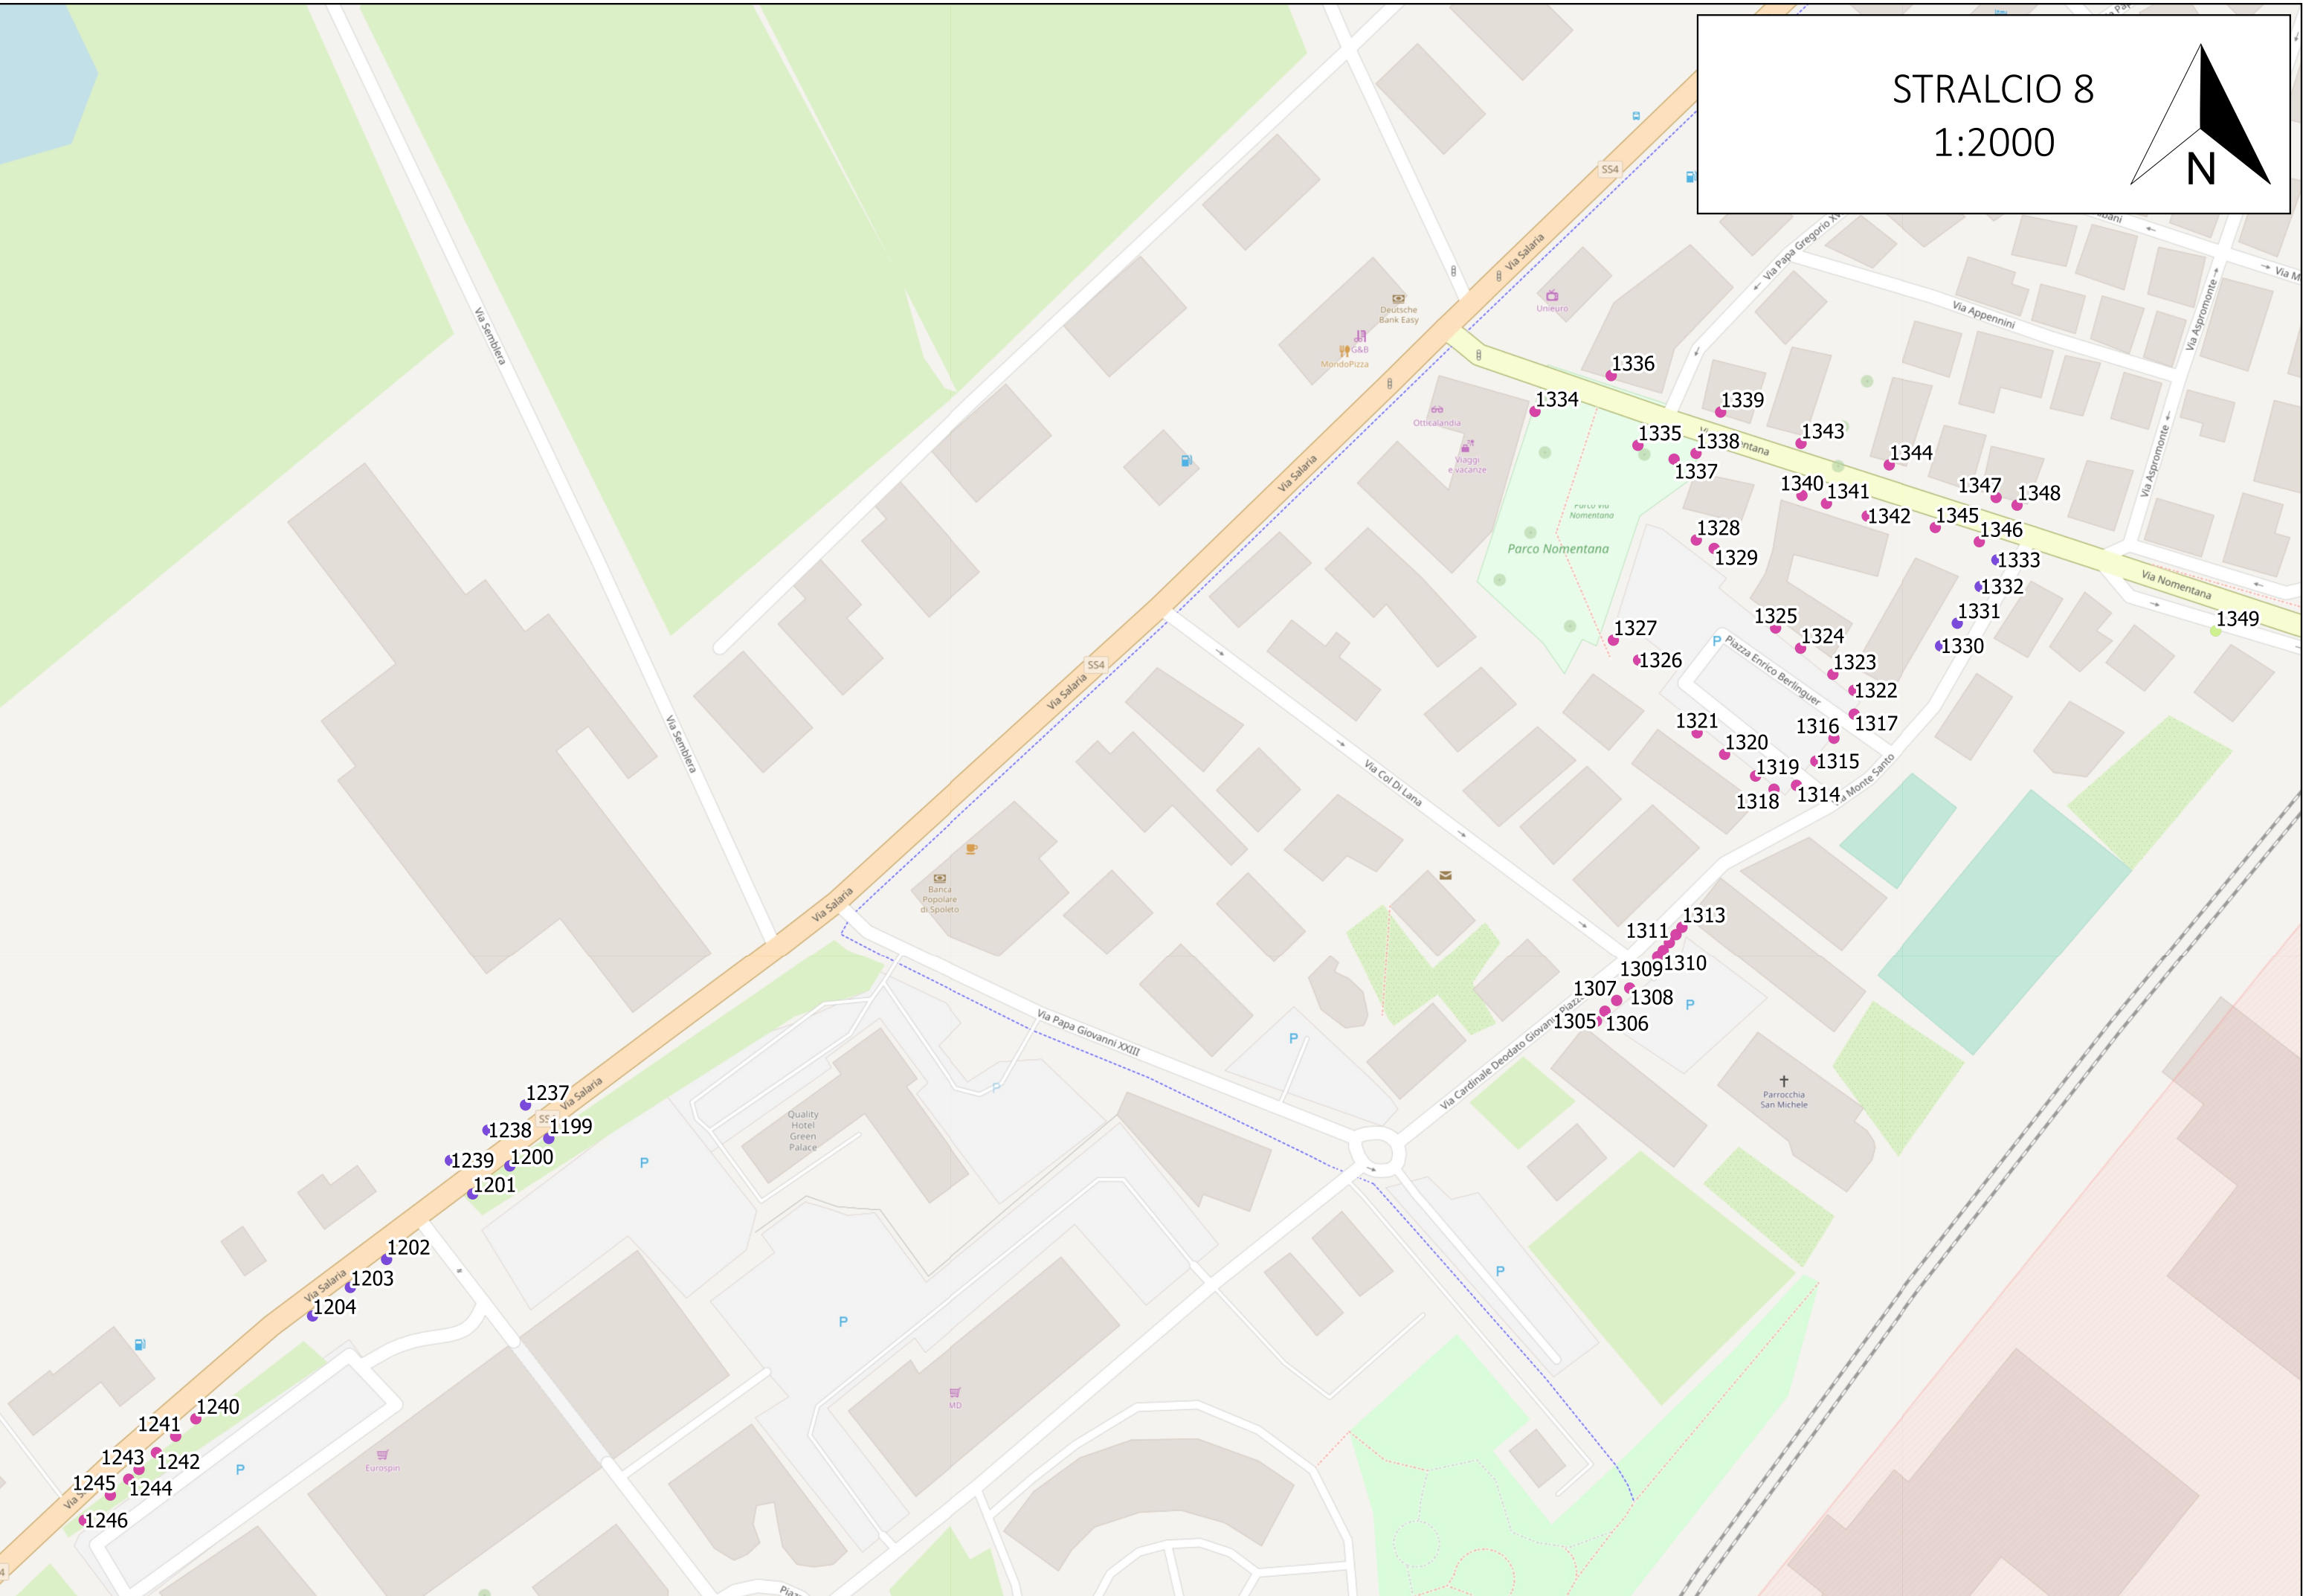 STRALCIO 8
1:2000
N
SS4
Via Salaria
Via Papa Gregorio XV
Via Appennini
Via Aspromonte
Via Aspromonte
Via Semblera
Deutsche
Bank Easy
G&B
MondoPizza
Unieuro
Otticalandia
Viaggi
e vacanze
1336
1334
1339
1335
1338
1337
1343
1344
1340
1341
1342
1347
1348
1345
1346
Via Salaria
Parco Via
Nomentana
Parco Nomentana
1328
1329
1333
1332
1331
1330
Via Nomentana
1349
1327
1326
1325
1324
1323
1322
P
Piazza Enrico Berlinguer
SS4
Via Salaria
Via Semblera
1321
1320
1319
1318
1317
1316
1315
1314
Via Monte Santo
Via Col Di Lana
Via Salaria
Banca
Popolare
di Spoleto
1313
1311
1309
1310
1307
1308
1305
1306
P
P
Via Papa Giovanni XXIII
Via Cardinale Deodato Giovanni Piazza
Parrocchia
San Michele
P
Quality
Hotel
Green
Palace
Via Salaria
1237
1238
1199
1239
1200
1201
P
1202
1203
1204
Via Salaria
P
P
MD
1240
1241
1243
1242
1245
1244
1246
P
Eurospin